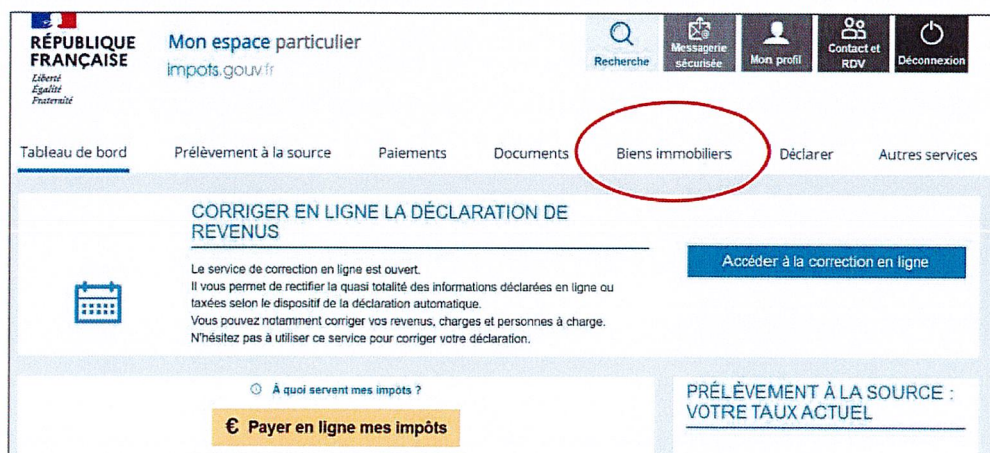 RÉPUBLIQUE
FRANÇAISE
Liberté
Égalité
Fraternité
Mon espace particulier
impots.gouv.fr
Recherche
Messagerie
sécurisée
Mon profil
Contact et
RDV
Déconnexion
Tableau de bord
Prélèvement à la source
Paiements
Documents
Biens immobiliers
Déclarer
Autres services
CORRIGER EN LIGNE LA DÉCLARATION DE
REVENUS
Le service de correction en ligne est ouvert.
Il vous permet de rectifier la quasi totalité des informations déclarées en ligne ou
taxées selon le dispositif de la déclaration automatique.
Vous pouvez notamment corriger vos revenus, charges et personnes à charge.
N'hésitez pas à utiliser ce service pour corriger votre déclaration.
Accéder à la correction en ligne
À quoi servent mes impôts ?
€ Payer en ligne mes impôts
PRÉLÈVEMENT À LA SOURCE :
VOTRE TAUX ACTUEL